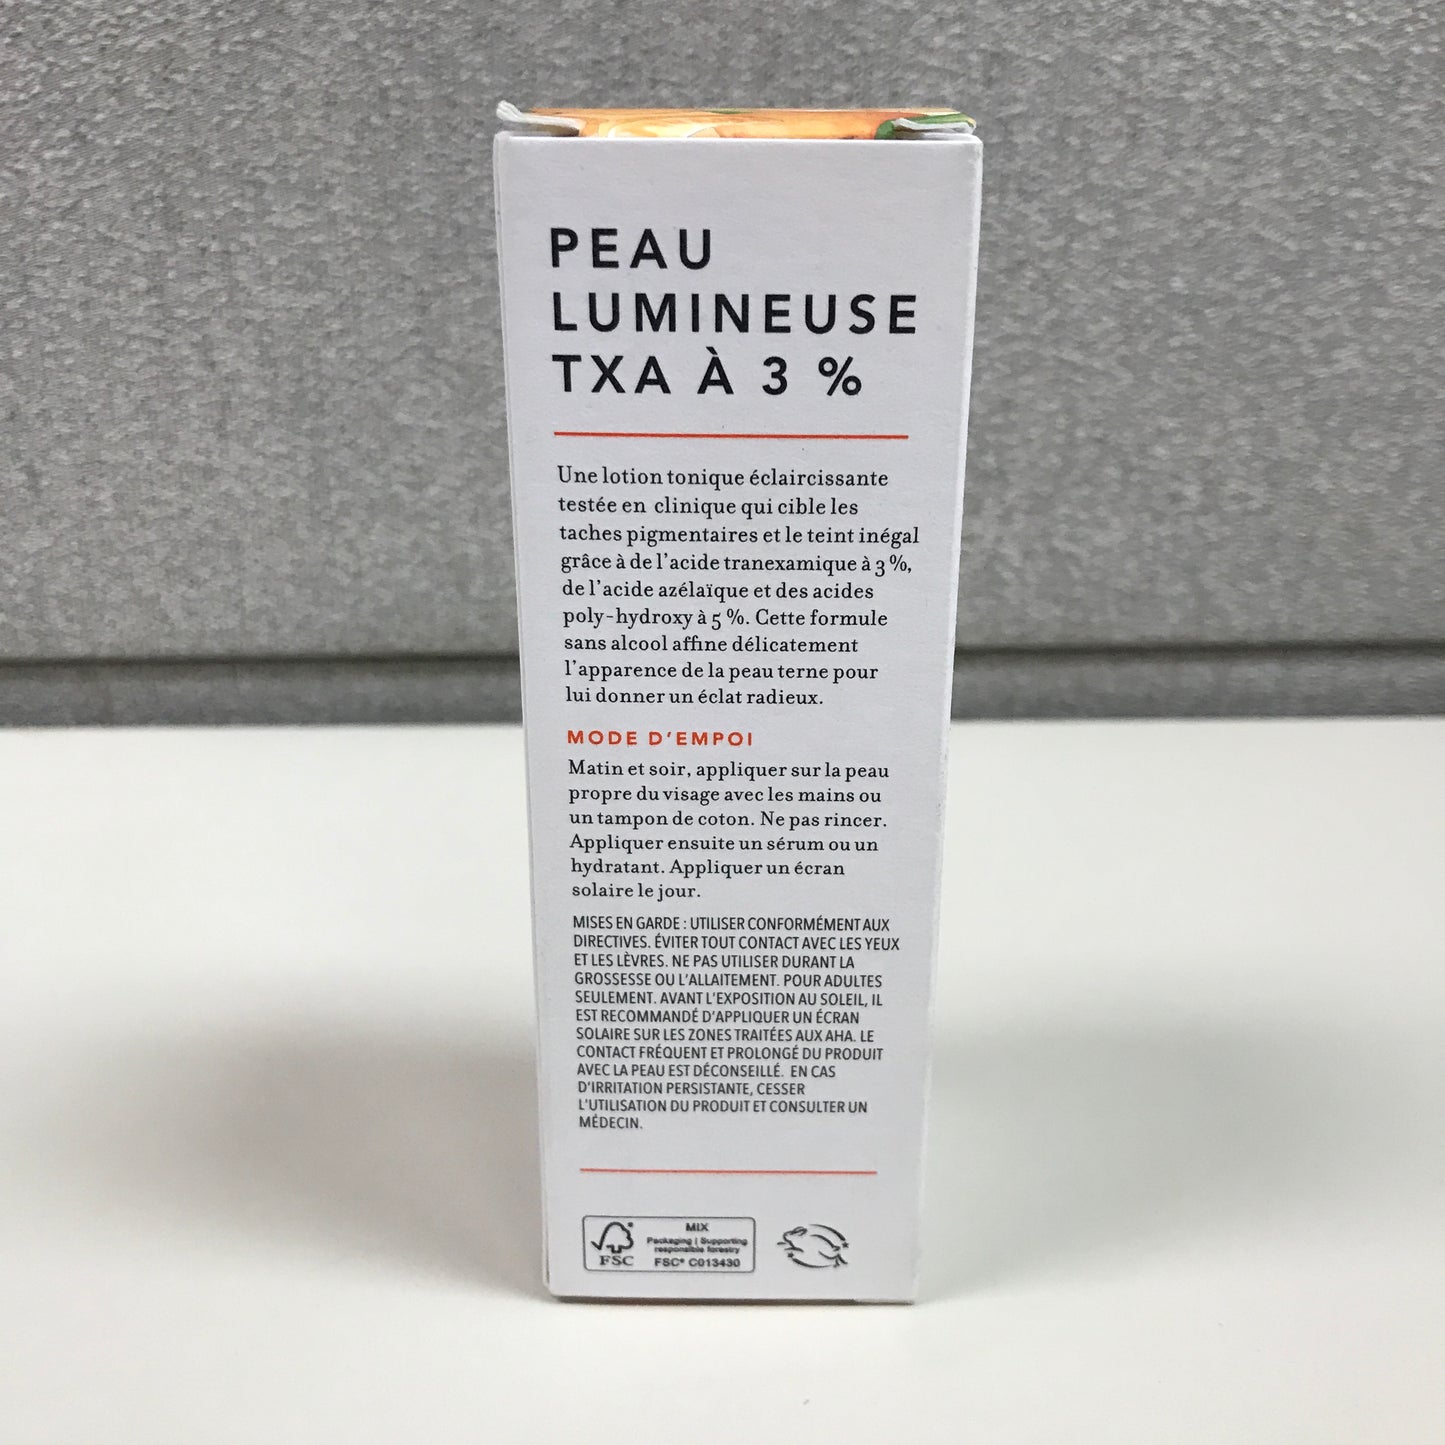 PEAU
LUMINEUSE
TXA À 3 %
Une lotion tonique éclaircissante
testée en clinique qui cible les
taches pigmentaires et le teint inégal
grâce à de l'acide tranexamique à 3 %,
de l'acide azélaïque et des acides
poly-hydroxy à 5 %. Cette formule
sans alcool affine délicatement
l'apparence de la peau terne pour
lui donner un éclat radieux.
MODE D'EMPOI
Matin et soir, appliquer sur la peau
propre du visage avec les mains ou
un tampon de coton. Ne pas rincer.
Appliquer ensuite un sérum ou un
hydratant. Appliquer un écran
solaire le jour.
MISES EN GARDE : UTILISER CONFORMÉMENT AUX
DIRECTIVES. ÉVITER TOUT CONTACT AVEC LES YEUX
ET LES LÈVRES. NE PAS UTILISER DURANT LA
GROSSESSE OU L'ALLAITEMENT. POUR ADULTES
SEULEMENT. AVANT L'EXPOSITION AU SOLEIL, IL
EST RECOMMANDÉ D'APPLIQUER UN ÉCRAN
SOLAIRE SUR LES ZONES TRAITÉES AUX AHA. LE
CONTACT FRÉQUENT ET PROLONGÉ DU PRODUIT
AVEC LA PEAU EST DÉCONSEILLÉ. EN CAS
D'IRRITATION PERSISTANTE, CESSER
L'UTILISATION DU PRODUIT ET CONSULTER UN
MÉDECIN.
FSC
MIX
Packaging | Supporting
responsible forestry
FSC® C013430